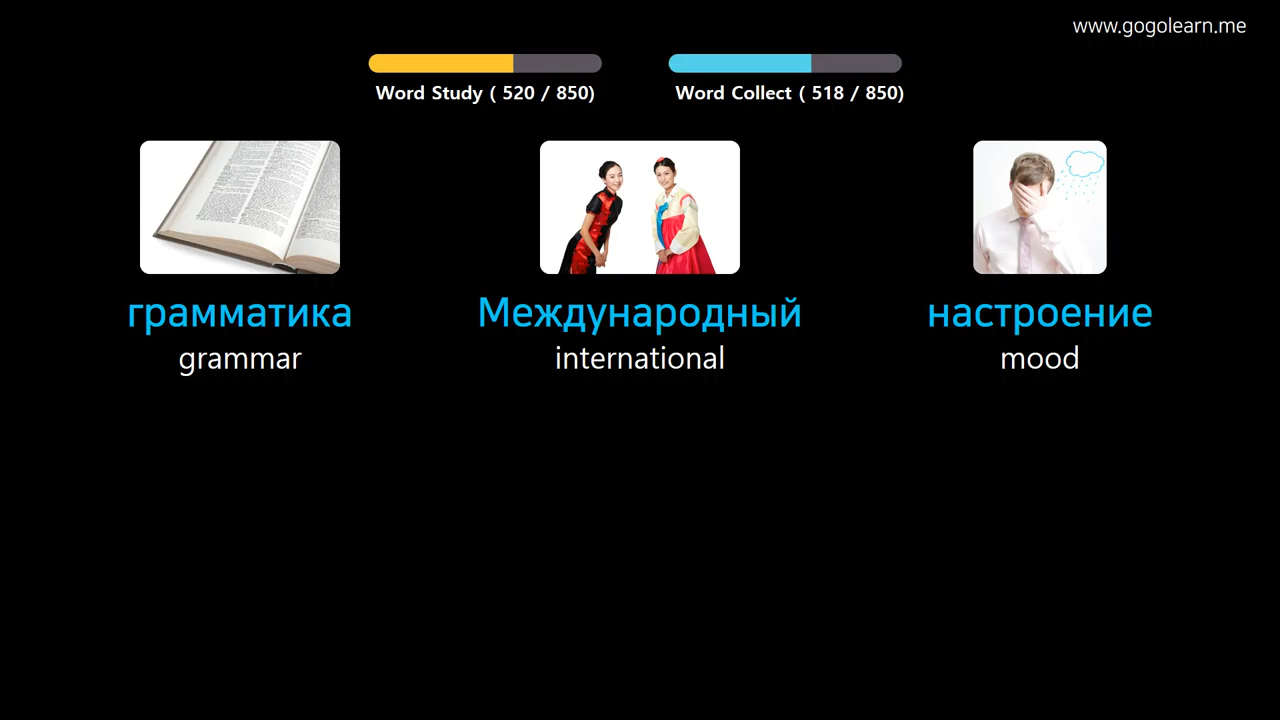 www.gogolearn.me
Word Study ( 520 / 850)
Word Collect ( 518 / 850)
грамматика
Международный
настроение
grammar
international
mood